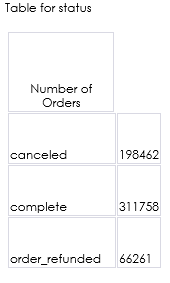 Table for status
Number of
Orders
canceled 198462
complete 311758
order_refunded 66261